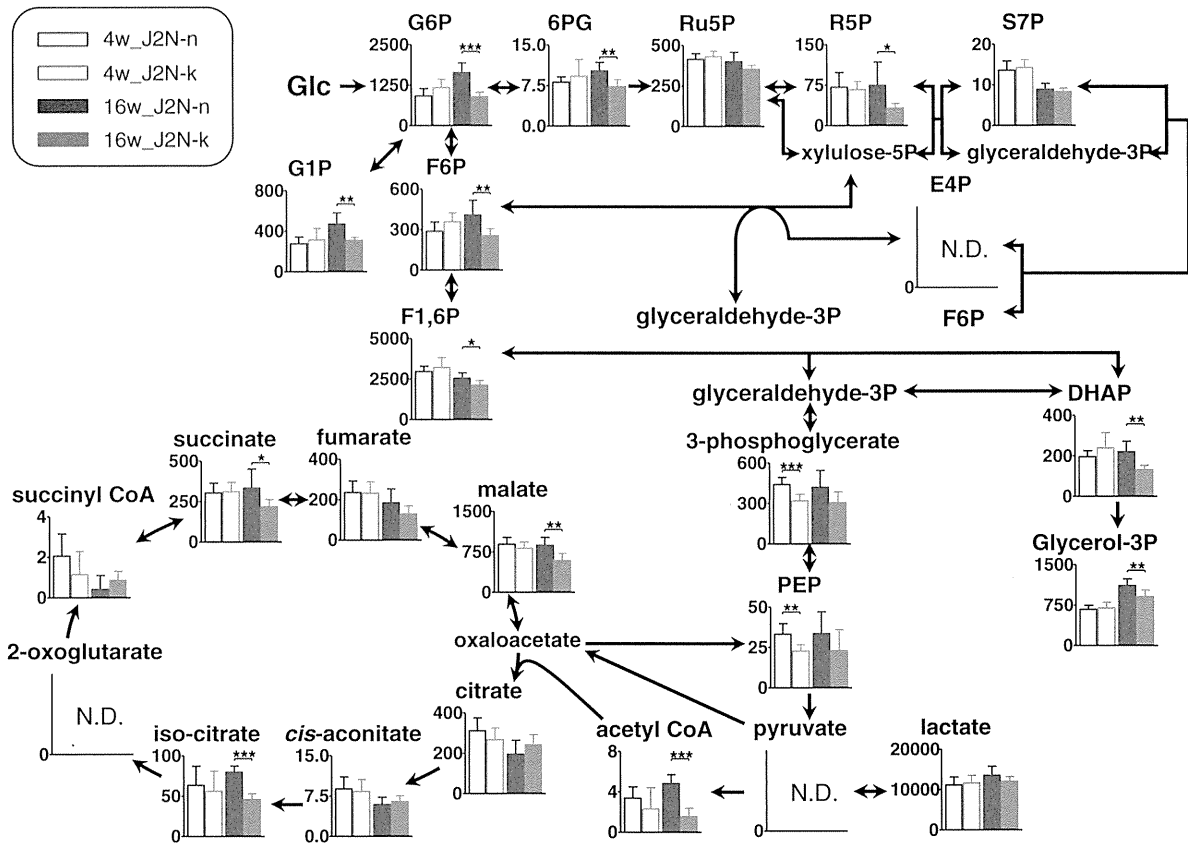 4w_J2N-n
4w_J2N-k
16w_J2N-n
16w_J2N-k
Glc
G6P
2500
1250
0
***
6PG
15.0
7.5
0.0
**
Ru5P
500
250
0
R5P
150
75
0
*
S7P
20
10
0
xylulose-5P
glyceraldehyde-3P
G1P
800
400
0
**
F6P
600
300
0
**
E4P
N.D.
0
F6P
glyceraldehyde-3P
F1,6P
5000
2500
0
*
glyceraldehyde-3P
DHAP
400
200
0
**
3-phosphoglycerate
600
300
0
***
Glycerol-3P
1500
750
0
**
succinate
500
250
0
*
fumarate
400
200
0
succinyl CoA
4
2
0
malate
1500
750
0
**
PEP
50
25
0
**
oxaloacetate
2-oxoglutarate
N.D.
0
citrate
400
200
0
iso-citrate
100
50
0
***
cis-aconitate
15.0
7.5
0.0
acetyl CoA
8
4
0
***
pyruvate
N.D.
0
lactate
20000
10000
0